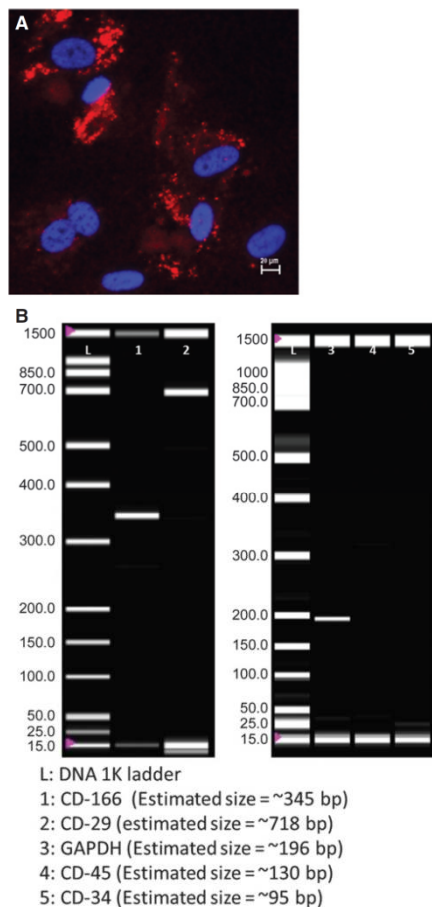 A
20 µm
B
1500
L 1 2
850.0
700.0
500.0
400.0
300.0
200.0
150.0
100.0
50.0
25.0
15.0
1500
L 3 4 5
1000
850.0
700.0
500.0
400.0
300.0
200.0
150.0
100.0
50.0
25.0
15.0
L: DNA 1K ladder
1: CD-166 (Estimated size = ~345 bp)
2: CD-29 (estimated size = ~718 bp)
3: GAPDH (Estimated size = ~196 bp)
4: CD-45 (Estimated size = ~130 bp)
5: CD-34 (Estimated size = ~95 bp)